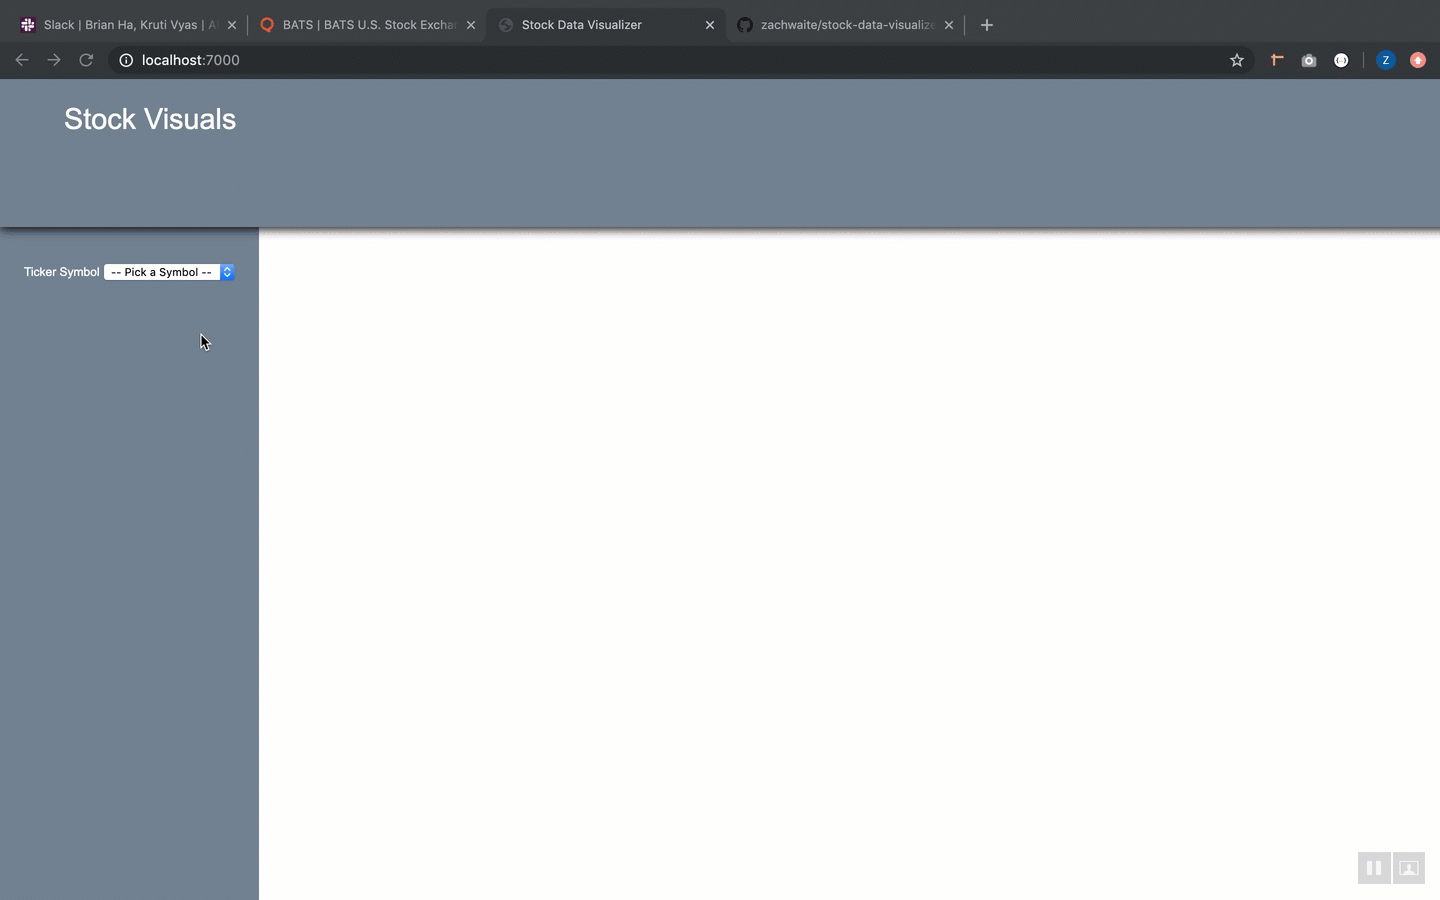 Slack | Brian Ha, Kruti Vyas |
BATS | BATS U.S. Stock Excha
Stock Data Visualizer
zachwaite/stock-data-visualize
localhost:7000
Z
Stock Visuals
Ticker Symbol -- Pick a Symbol --